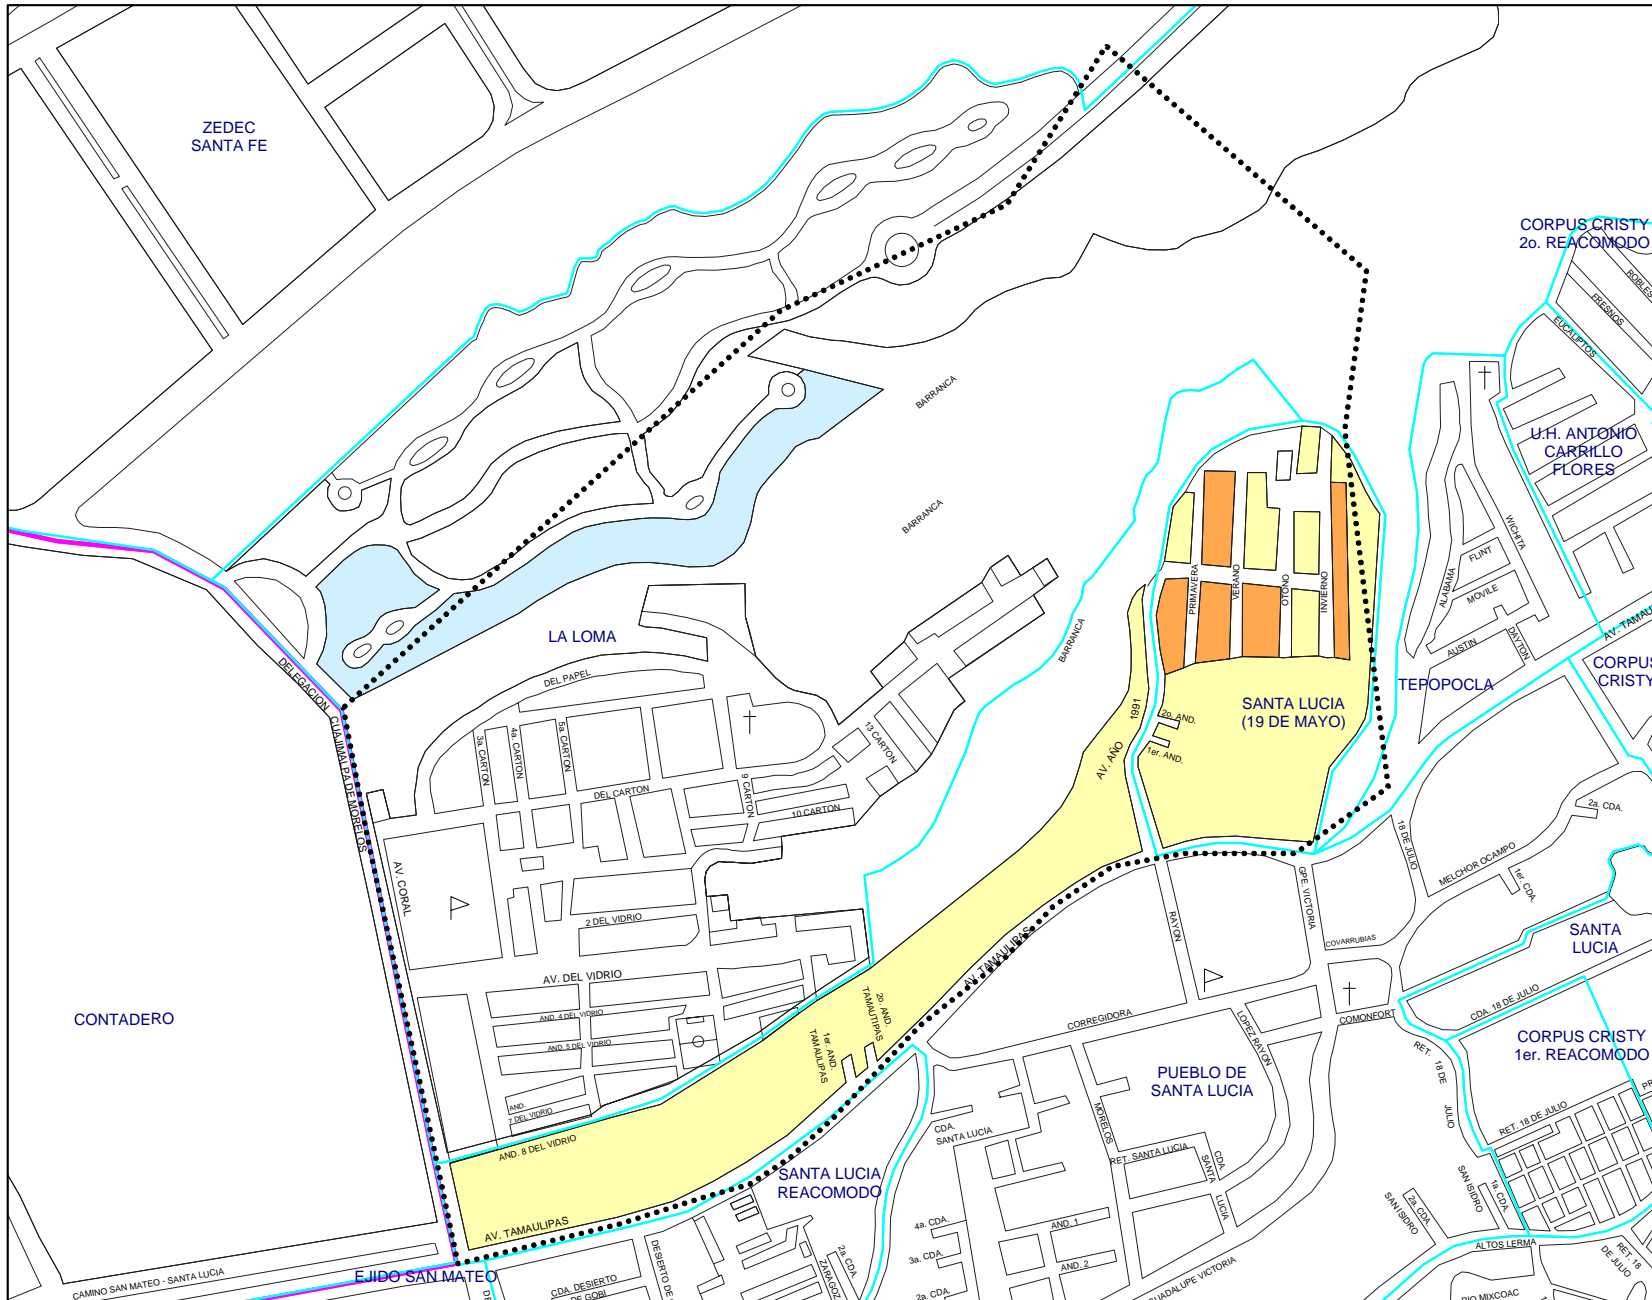 ZEDEC
SANTA FE
CORPUS CRISTY
2o. REACOMODO
ROBLES
FRESNOS
EUCALIPTOS
BARRANCA
U.H. ANTONIO
CARRILLO
FLORES
BARRANCA
WICHITA
FLINT
ALABAMA
MOVILE
AUSTIN
DAYTON
PRIMAVERA
VERANO
OTOÑO
INVIERNO
BARRANCA
LA LOMA
DELEGACION
CUAJIMALPA DE MORELOS
DEL PAPEL
3a. CARTON
4a. CARTON
5a. CARTON
9 CARTON
13 CARTON
DEL CARTON
10 CARTON
AV. AÑO
1991
2o. AND.
1er. AND.
SANTA LUCIA
(19 DE MAYO)
TEPOPOCLA
CORPUS
CRISTY
2a. CDA.
18 DE JULIO
MELCHOR OCAMPO
1er. CDA.
AV. CORAL
2 DEL VIDRIO
AV. DEL VIDRIO
AND. 4 DEL VIDRIO
AND. 5 DEL VIDRIO
AND.
7 DEL VIDRIO
AND. 8 DEL VIDRIO
AV. TAMAULIPAS
RAYON
GPE. VICTORIA
COVARRUBIAS
SANTA
LUCIA
CONTADERO
2o. AND.
TAMAUTIPAS
1er. AND.
TAMAULIPAS
CORREGIDORA
LOPEZ RAYON
COMONFORT
CDA. 18 DE JULIO
CORPUS CRISTY
1er. REACOMODO
RET. 18 DE JULIO
PUEBLO DE
SANTA LUCIA
MORELOS
CDA.
SANTA LUCIA
RET. SANTA LUCIA
CDA.
SANTA
LUCIA
RET. 18 DE JULIO
SANTA LUCIA
REACOMODO
SAN ISIDRO
1a. CDA.
2a. CDA.
SAN ISIDRO
AV. TAMAULIPAS
4a. CDA.
3a. CDA.
2a. CDA.
AND. 1
AND. 2
GUADALUPE VICTORIA
ALTOS LERMA
RET. 18
DE
JULIO
RIO MIXCOAC
CAMINO SAN MATEO - SANTA LUCIA
EJIDO SAN MATEO
CDA. DESIERTO
DE GOBI
2a. CDA.